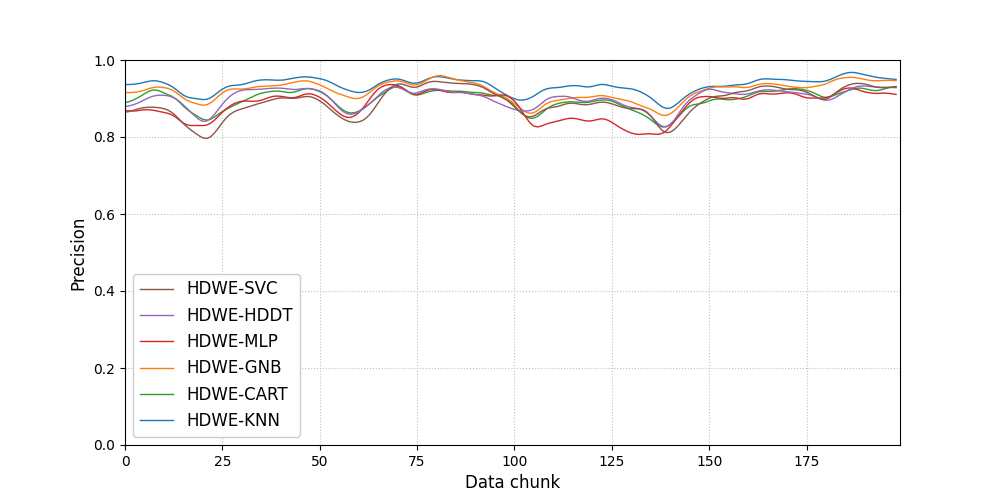 1.0
0.8
0.6
0.4
0.2
0.0
Precision
HDWE-SVC
HDWE-HDDT
HDWE-MLP
HDWE-GNB
HDWE-CART
HDWE-KNN
0 25 50 75 100 125 150 175
Data chunk